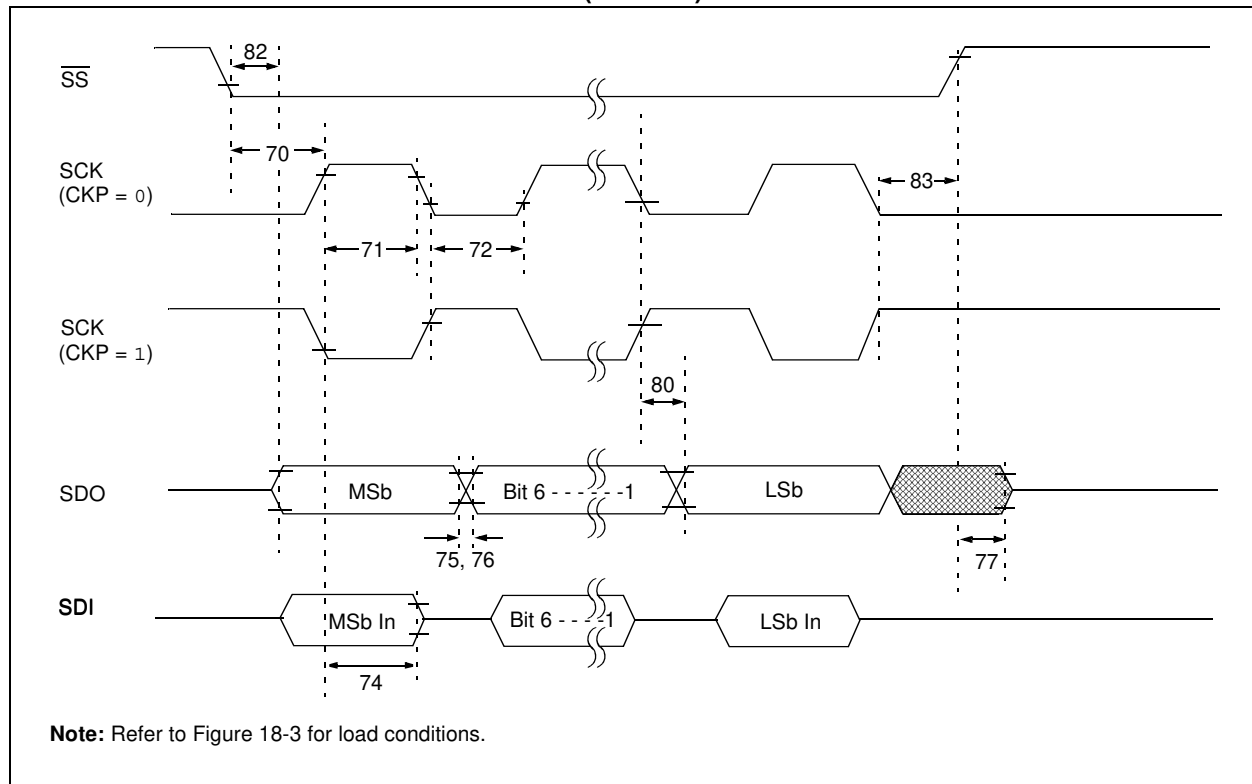 82
SS
70
SCK
(CKP = 0)
83
71
72
SCK
(CKP = 1)
80
SDO
MSb
Bit 6 - - - - - -1
LSb
75, 76
77
SDI
MSb In
Bit 6 - - - -1
LSb In
74
Note: Refer to Figure 18-3 for load conditions.